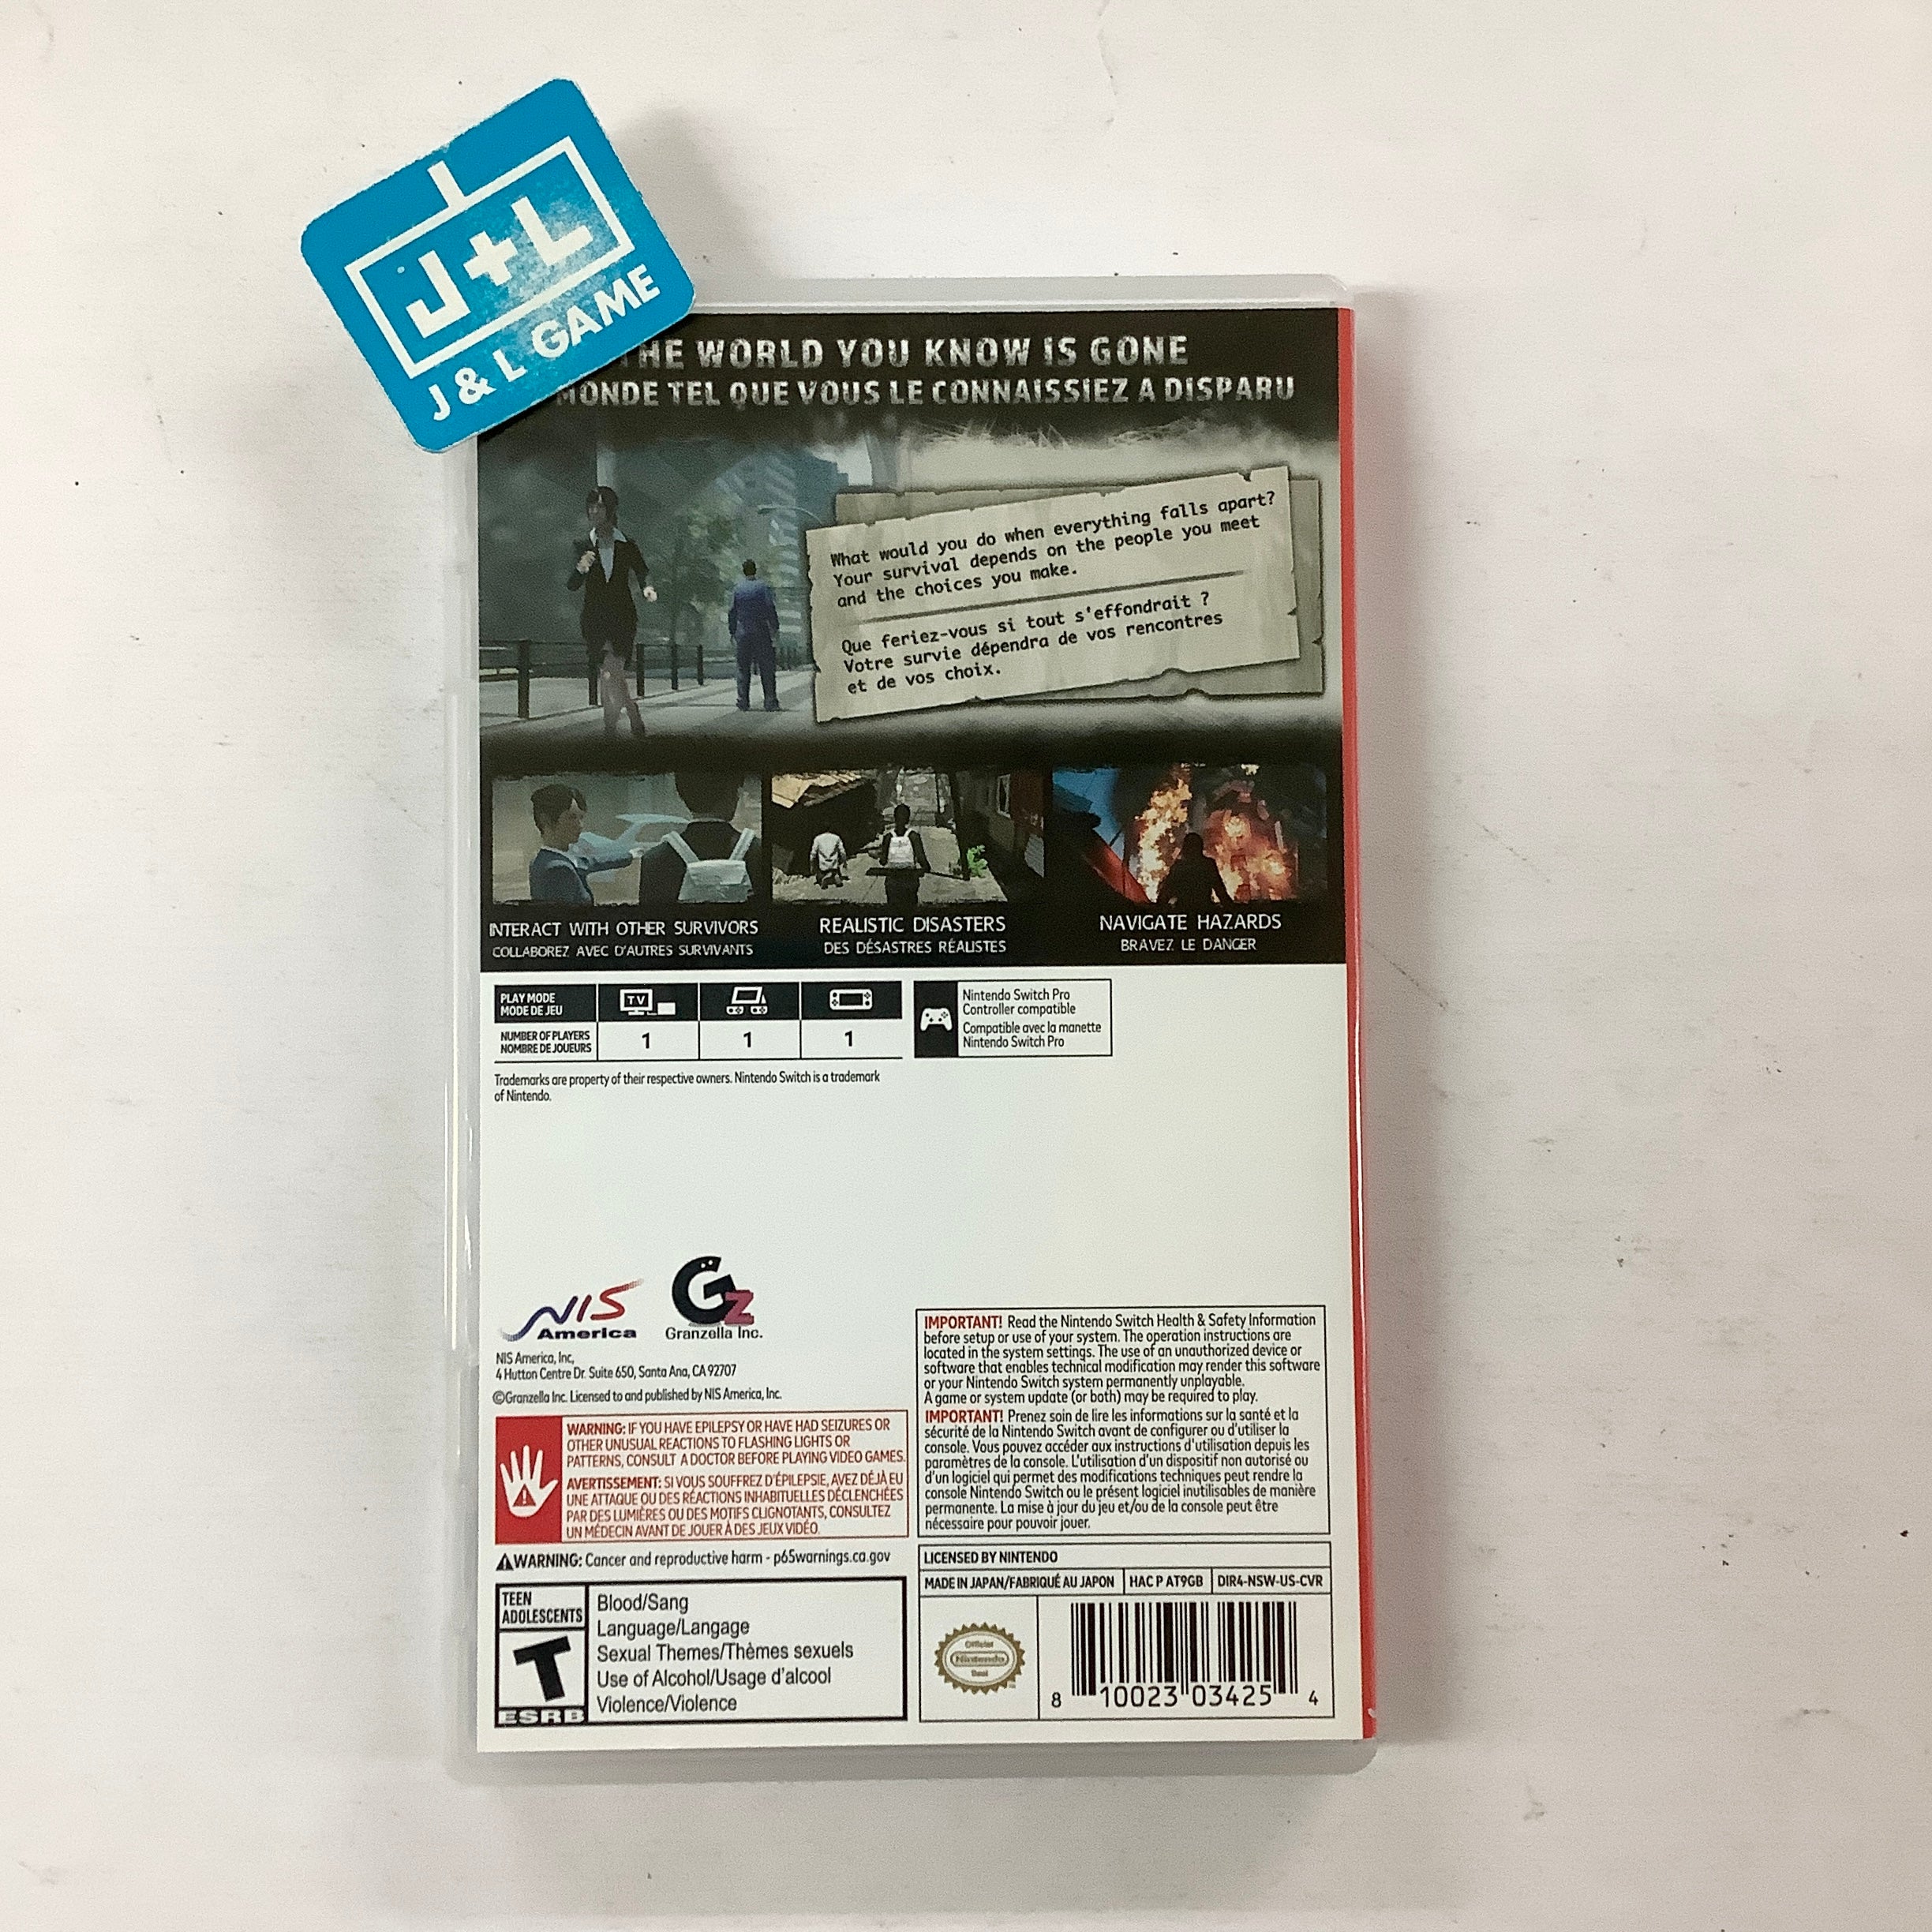 J+L
J & L GAME
THE WORLD YOU KNOW IS GONE
MONDE TEL QUE VOUS LE CONNAISSIEZ A DISPARU
What would you do when everything falls apart?
Your survival depends on the people you meet
and the choices you make.
Que feriez-vous si tout s'effondrait ?
Votre survie dépendra de vos rencontres
et de vos choix.
INTERACT WITH OTHER SURVIVORS
COLLABOREZ AVEC D'AUTRES SURVIVANTS
REALISTIC DISASTERS
DES DÉSASTRES RÉALISTES
NAVIGATE HAZARDS
BRAVEZ LE DANGER
PLAY MODE
MODE DE JEU
TV
NUMBER OF PLAYERS
NOMBRE DE JOUEURS
1
1
1
Nintendo Switch Pro
Controller compatible
Compatible avec la manette
Nintendo Switch Pro
Trademarks are property of their respective owners. Nintendo Switch is a trademark
of Nintendo.
NIS
America
Gz
Granzella Inc.
NIS America, Inc,
4 Hutton Centre Dr. Suite 650, Santa Ana, CA 92707
©Granzella Inc. Licensed to and published by NIS America, Inc.
WARNING: IF YOU HAVE EPILEPSY OR HAVE HAD SEIZURES OR
OTHER UNUSUAL REACTIONS TO FLASHING LIGHTS OR
PATTERNS, CONSULT A DOCTOR BEFORE PLAYING VIDEO GAMES.
AVERTISSEMENT: SI VOUS SOUFFREZ D'ÉPILEPSIE, AVEZ DÉJÀ EU
UNE ATTAQUE OU DES RÉACTIONS INHABITUELLES DÉCLENCHÉES
PAR DES LUMIÈRES OU DES MOTIFS CLIGNOTANTS, CONSULTEZ
UN MÉDECIN AVANT DE JOUER À DES JEUX VIDÉO.
WARNING: Cancer and reproductive harm - p65warnings.ca.gov
TEEN
ADOLESCENTS
T
ESRB
Blood/Sang
Language/Langage
Sexual Themes/Thèmes sexuels
Use of Alcohol/Usage d'alcool
Violence/Violence
IMPORTANT! Read the Nintendo Switch Health & Safety Information
before setup or use of your system. The operation instructions are
located in the system settings. The use of an unauthorized device or
software that enables technical modification may render this software
or your Nintendo Switch system permanently unplayable.
A game or system update (or both) may be required to play.
IMPORTANT! Prenez soin de lire les informations sur la santé et la
sécurité de la Nintendo Switch avant de configurer ou d'utiliser la
console. Vous pouvez accéder aux instructions d'utilisation depuis les
paramètres de la console. L'utilisation d'un dispositif non autorisé ou
d'un logiciel qui permet des modifications techniques peut rendre la
console Nintendo Switch ou le présent logiciel inutilisables de manière
permanente. La mise à jour du jeu et/ou de la console peut être
nécessaire pour pouvoir jouer.
LICENSED BY NINTENDO
MADE IN JAPAN/FABRIQUÉ AU JAPON
HAC P AT9GB
DIR4-NSW-US-CVR
Official
Nintendo
Seal
8 10023 03425 4